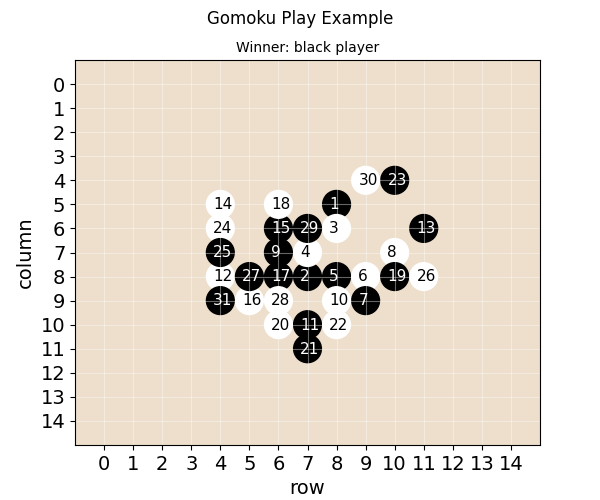 Gomoku Play Example
Winner: black player
0
1
2
3
4 30 23
5 14 18 1
6 24 15 29 3 13
column
7 25 9 4 8
8 12 27 17 2 5 6 19 26
9 31 16 28 10 7
10 20 11 22
11 21
12
13
14
0 1 2 3 4 5 6 7 8 9 10 11 12 13 14
row